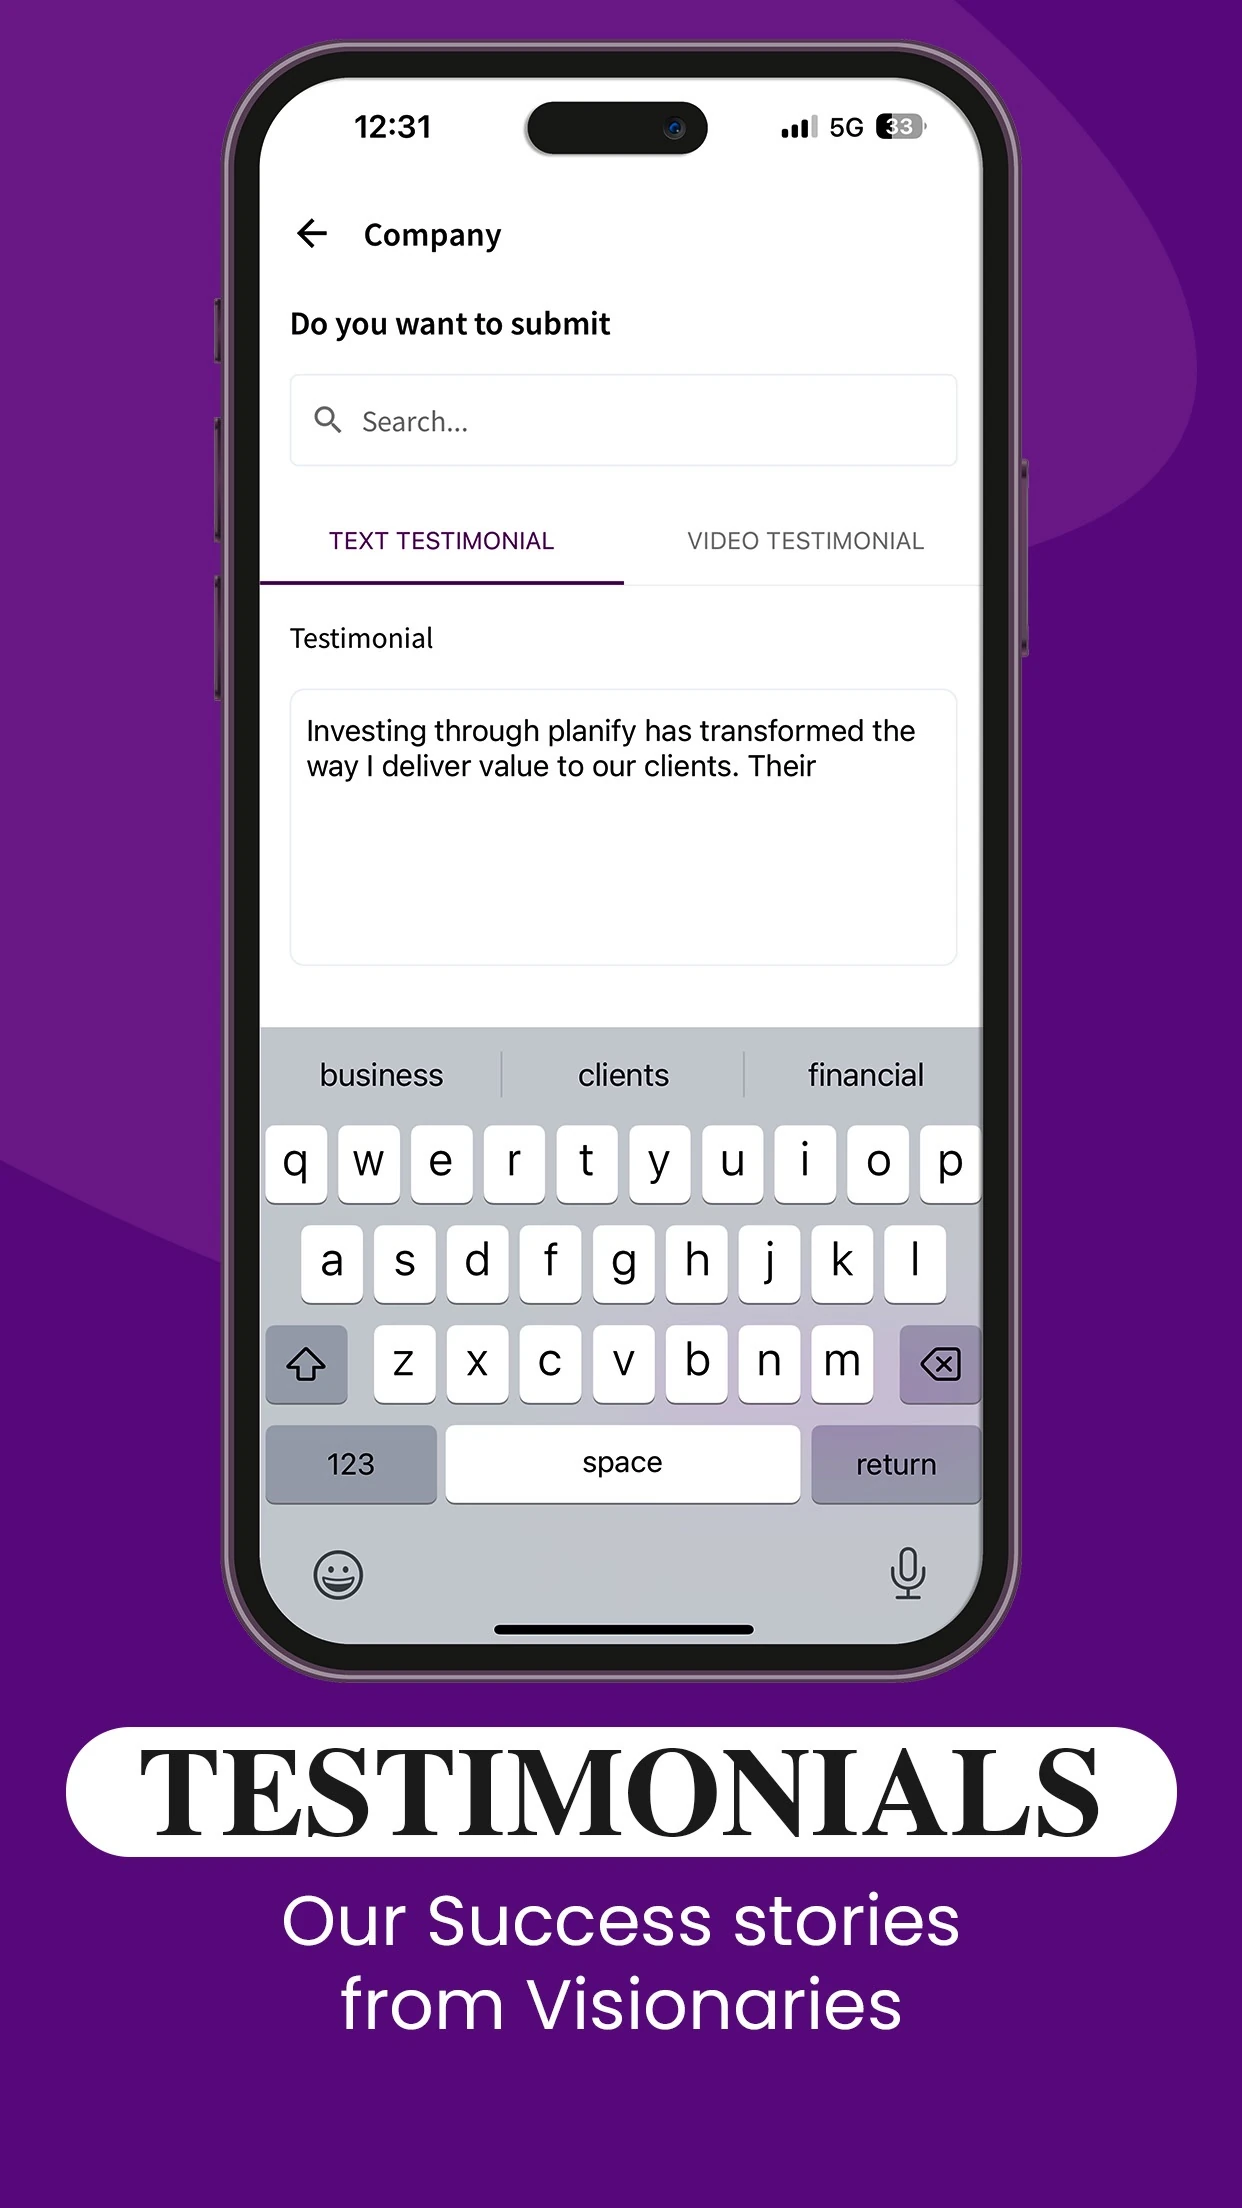 12:31
5G 33
Company
Do you want to submit
Search...
TEXT TESTIMONIAL VIDEO TESTIMONIAL
Testimonial
Investing through planify has transformed the
way I deliver value to our clients. Their
business clients financial
q w e r t y u i o p
a s d f g h j k l
z x c v b n m
123 space return
TESTIMONIALS
Our Success stories
from Visionaries